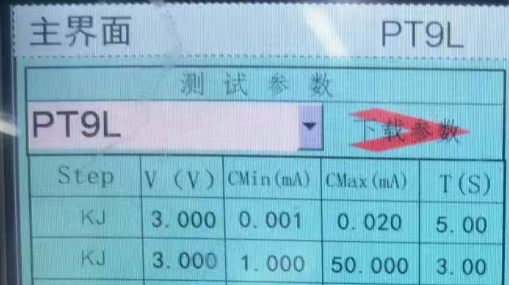 主界面 PT9L
测 试 参 数
PT9L 下载参数
Step V (V) CMin(mA) CMax(mA) T(S)
KJ 3.000 0.001 0.020 5.00
KJ 3.000 1.000 50.000 3.00